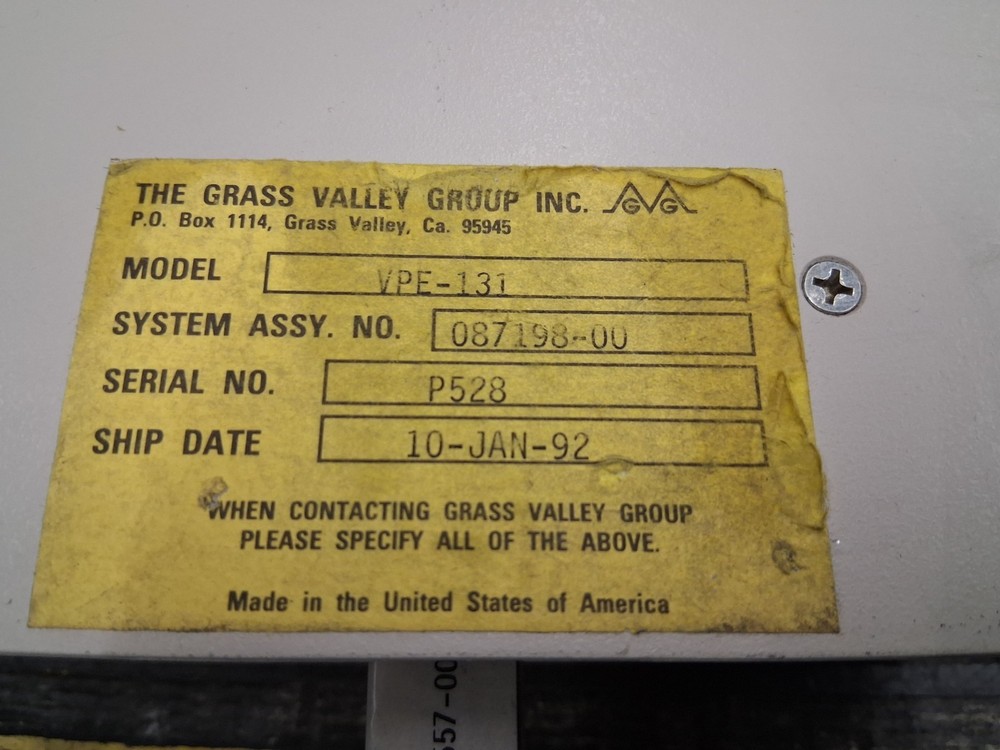 THE GRASS VALLEY GROUP INC. GVG
P.O. Box 1114, Grass Valley, Ca. 95945
MODEL VPE-131
SYSTEM ASSY. NO. 087198-00
SERIAL NO. P528
SHIP DATE 10-JAN-92
WHEN CONTACTING GRASS VALLEY GROUP
PLEASE SPECIFY ALL OF THE ABOVE.
Made in the United States of America